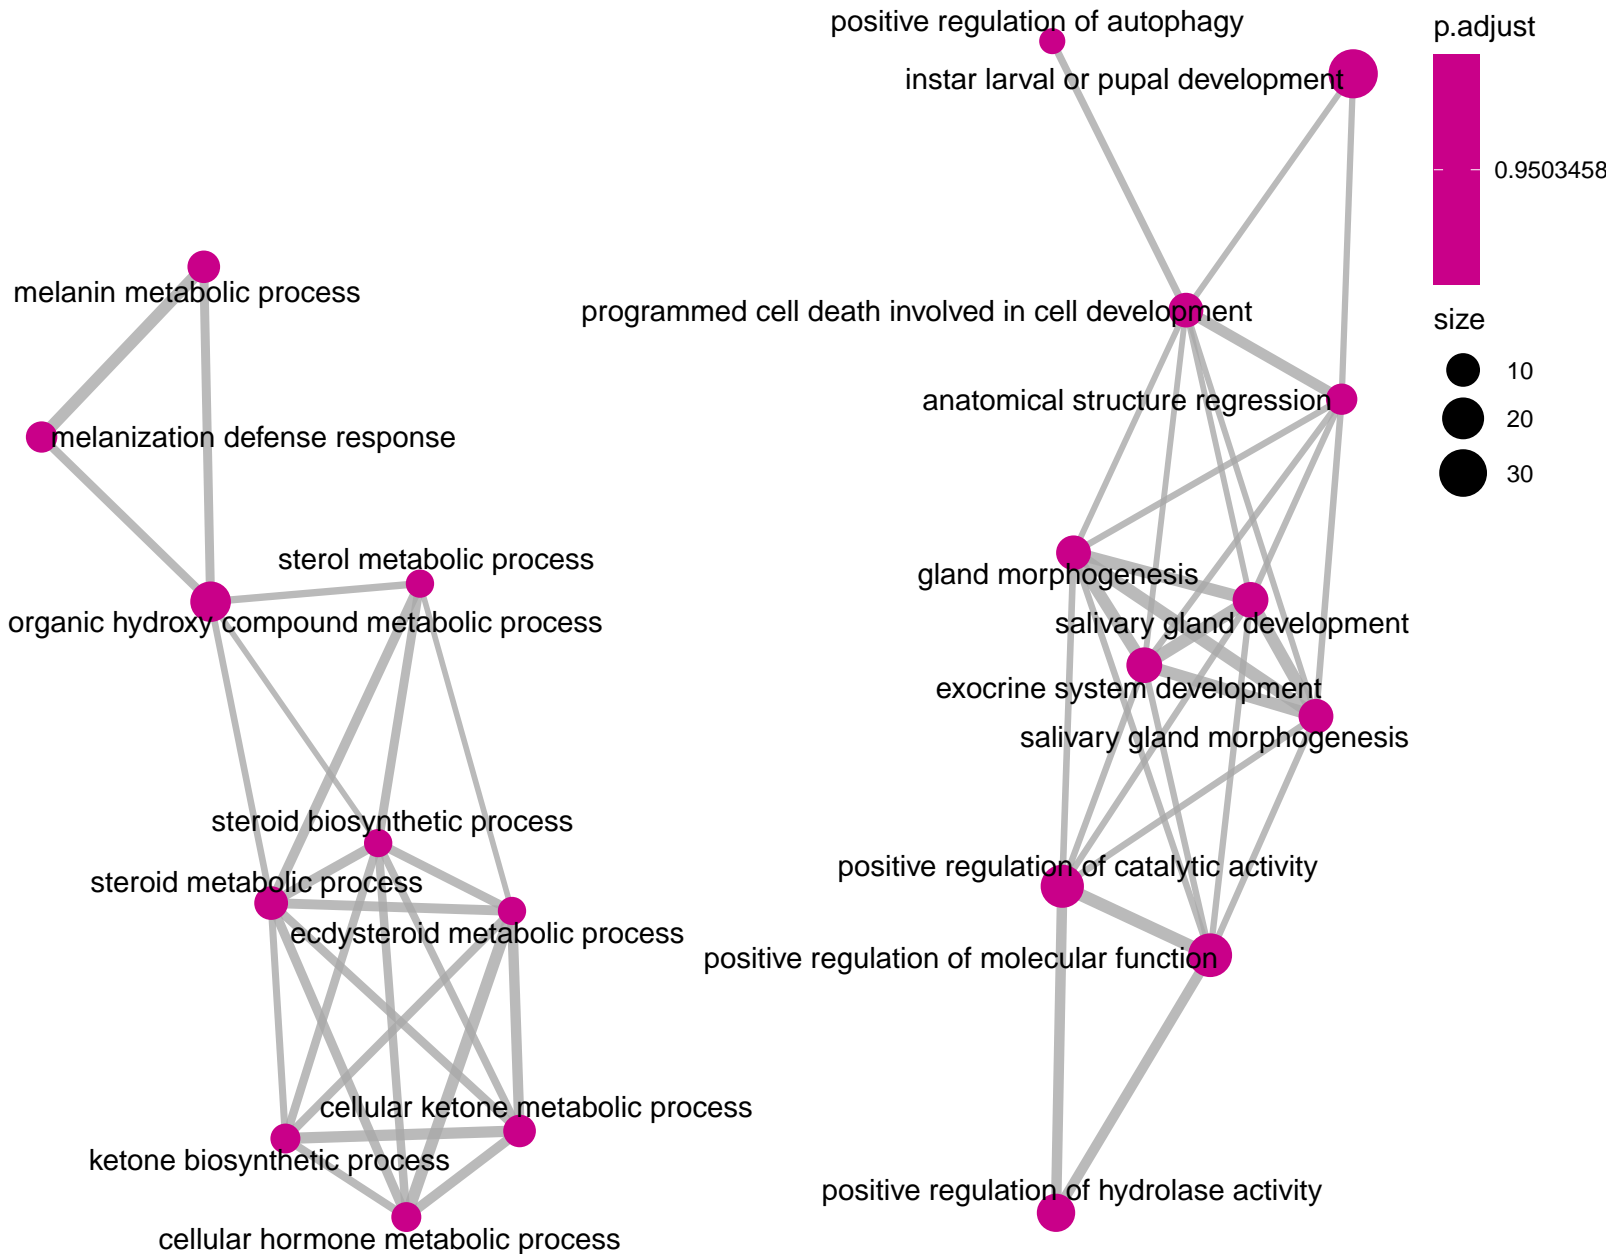 positive regulation of autophagy
instar larval or pupal development
p.adjust
0.9503458
melanin metabolic process
programmed cell death involved in cell development
size
10
anatomical structure regression
20
melanization defense response
30
sterol metabolic process
gland morphogenesis
organic hydroxy compound metabolic process
salivary gland development
exocrine system development
salivary gland morphogenesis
steroid biosynthetic process
positive regulation of catalytic activity
steroid metabolic process
ecdysteroid metabolic process
positive regulation of molecular function
cellular ketone metabolic process
ketone biosynthetic process
positive regulation of hydrolase activity
cellular hormone metabolic process